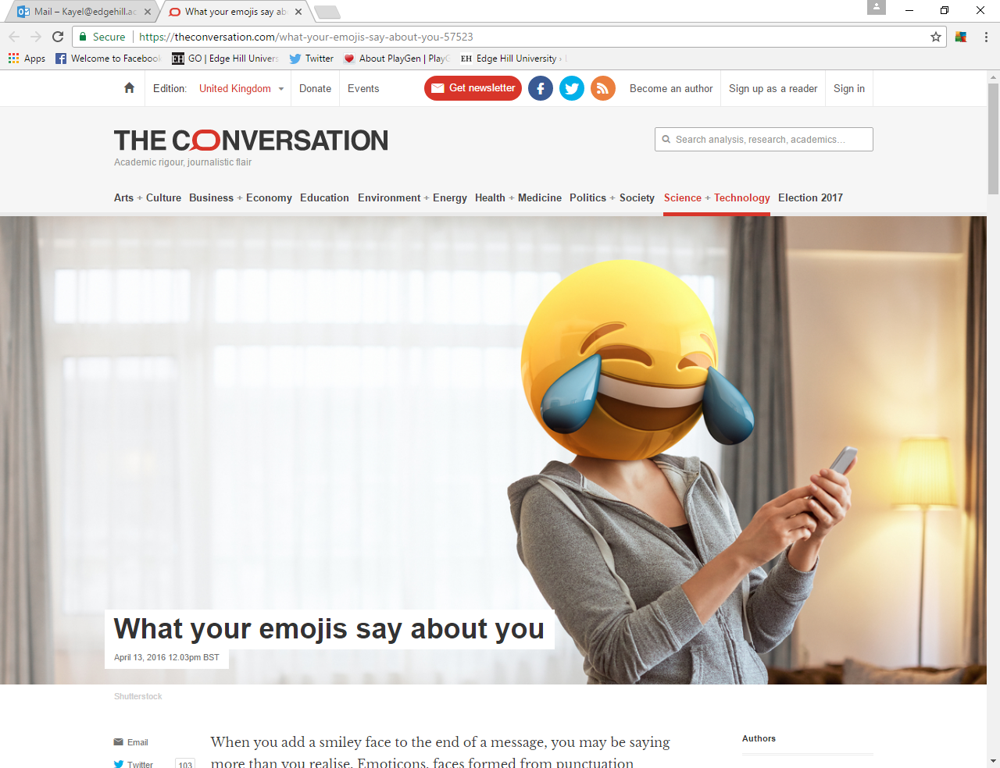 Mail – Kayel@edgehill.ac
What your emojis say ab
Secure
https://theconversation.com/what-your-emojis-say-about-you-57523
Apps
Welcome to Facebook
GO | Edge Hill Univers
Twitter
About PlayGen | Play
EH Edge Hill University ›
Edition: United Kingdom
Donate
Events
Get newsletter
Become an author
Sign up as a reader
Sign in
THE CONVERSATION
Academic rigour, journalistic flair
Search analysis, research, academics…
Arts + Culture Business + Economy Education Environment + Energy Health + Medicine Politics + Society Science + Technology Election 2017
What your emojis say about you
April 13, 2016 12.03pm BST
Shutterstock
Email
Twitter 103
When you add a smiley face to the end of a message, you may be saying
more than you realise. Emoticons, faces formed from punctuation
Authors